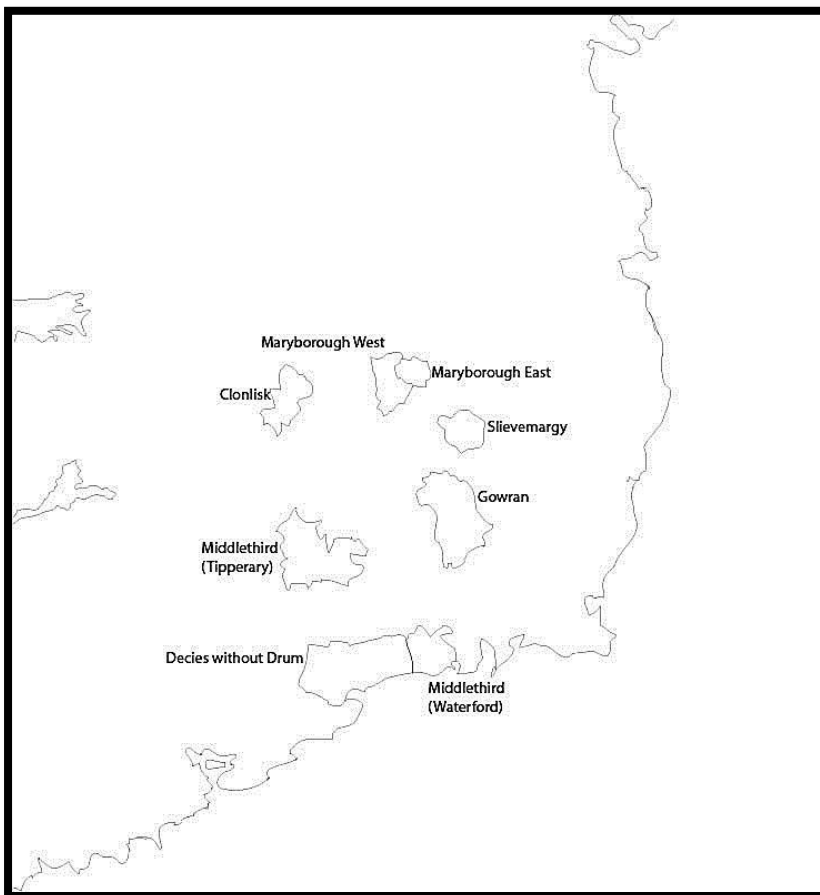 Maryborough West
Maryborough East
Clonlisk
Slievemargy
Gowran
Middlethird
(Tipperary)
Decies without Drum
Middlethird
(Waterford)